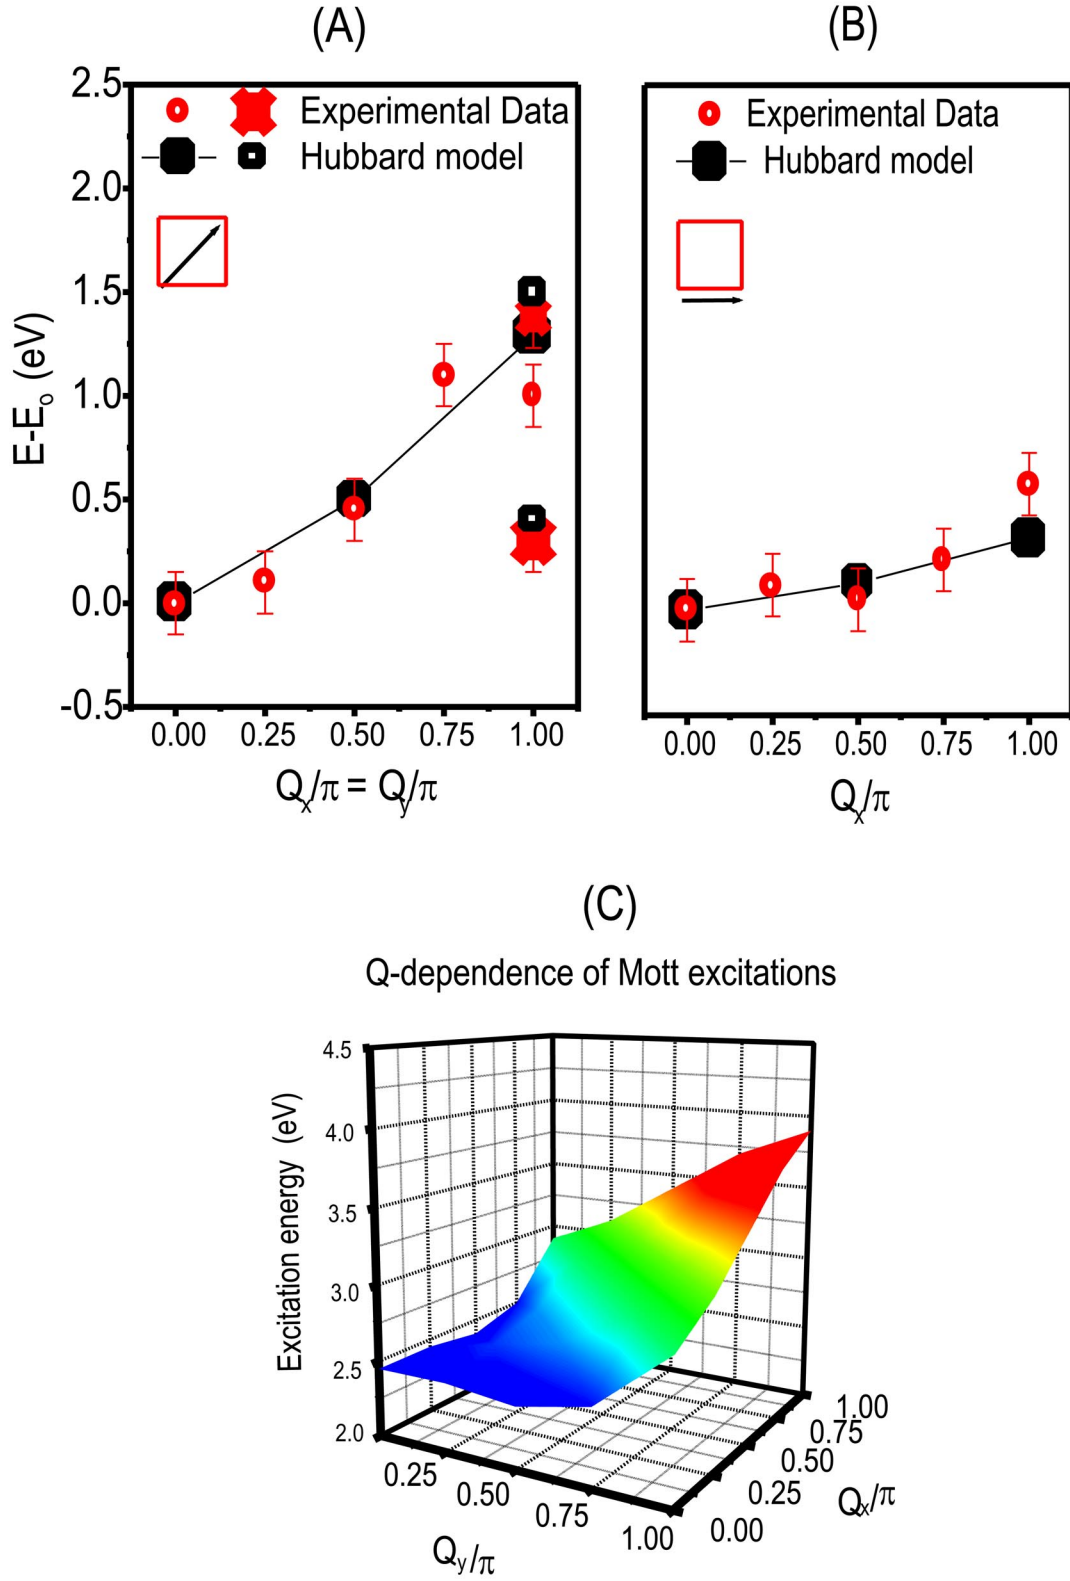 (A)
2.5
2.0
1.5
1.0
0.5
0.0
-0.5
E-Eₒ (eV)
Experimental Data
Hubbard model
0.00 0.25 0.50 0.75 1.00
Qₓ/π = Qᵧ/π
(B)
Experimental Data
Hubbard model
0.00 0.25 0.50 0.75 1.00
Qₓ/π
(C)
Q-dependence of Mott excitations
Excitation energy (eV)
4.5
4.0
3.5
3.0
2.5
2.0
0.25
0.50
0.75
1.00
Qᵧ/π
0.00
0.25
0.50
0.75
1.00
Qₓ/π